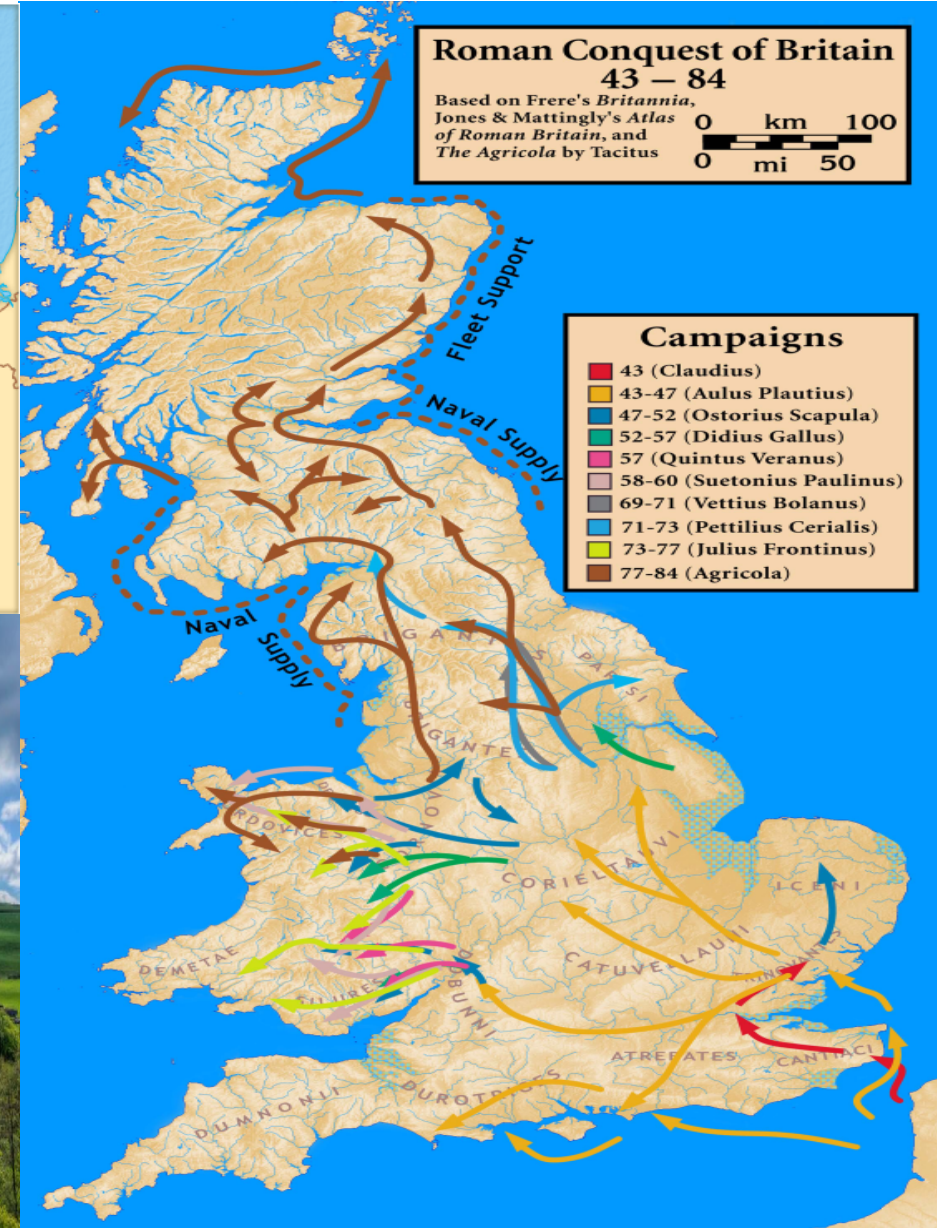 Roman Conquest of Britain
43 – 84
Based on Frere's Britannia,
Jones & Mattingly's Atlas
of Roman Britain, and
The Agricola by Tacitus
0 km 100
0 mi 50
Fleet Support
Naval Supply
Campaigns
43 (Claudius)
43-47 (Aulus Plautius)
47-52 (Ostorius Scapula)
52-57 (Didius Gallus)
57 (Quintus Veranus)
58-60 (Suetonius Paulinus)
69-71 (Vettius Bolanus)
71-73 (Pettilius Cerialis)
73-77 (Julius Frontinus)
77-84 (Agricola)
Naval
Supply
PARISI
CORIELTAUVI
ICENI
CATUVELLAUNI
TRINOVANTES
DEMETAE
SILURES
DOBUNNI
ATREBATES
CANTIACI
DUROTRIGES
DUMNONII